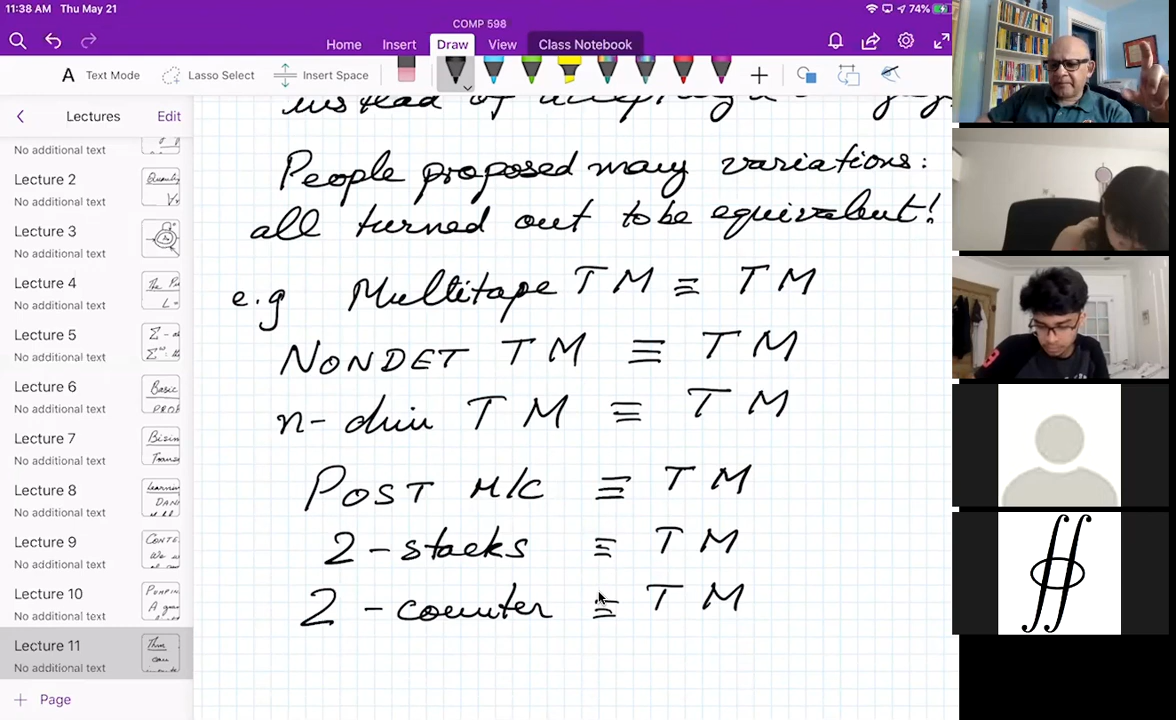 11:38 AM Thu May 21
74%
COMP 598
Home Insert Draw View Class Notebook
A Text Mode Lasso Select Insert Space
Lectures Edit
No additional text
Lecture 2
No additional text
Lecture 3
No additional text
Lecture 4
No additional text
Lecture 5
No additional text
Lecture 6
No additional text
Lecture 7
No additional text
Lecture 8
No additional text
Lecture 9
No additional text
Lecture 10
No additional text
Lecture 11
No additional text
+ Page
instead of
People proposed many variations:
all turned out to be equivalent!
e.g Multitape TM ≡ TM
NONDET TM ≡ TM
n-dim TM ≡ TM
POST M/C ≡ TM
2-stacks ≡ TM
2-counter ≡ TM